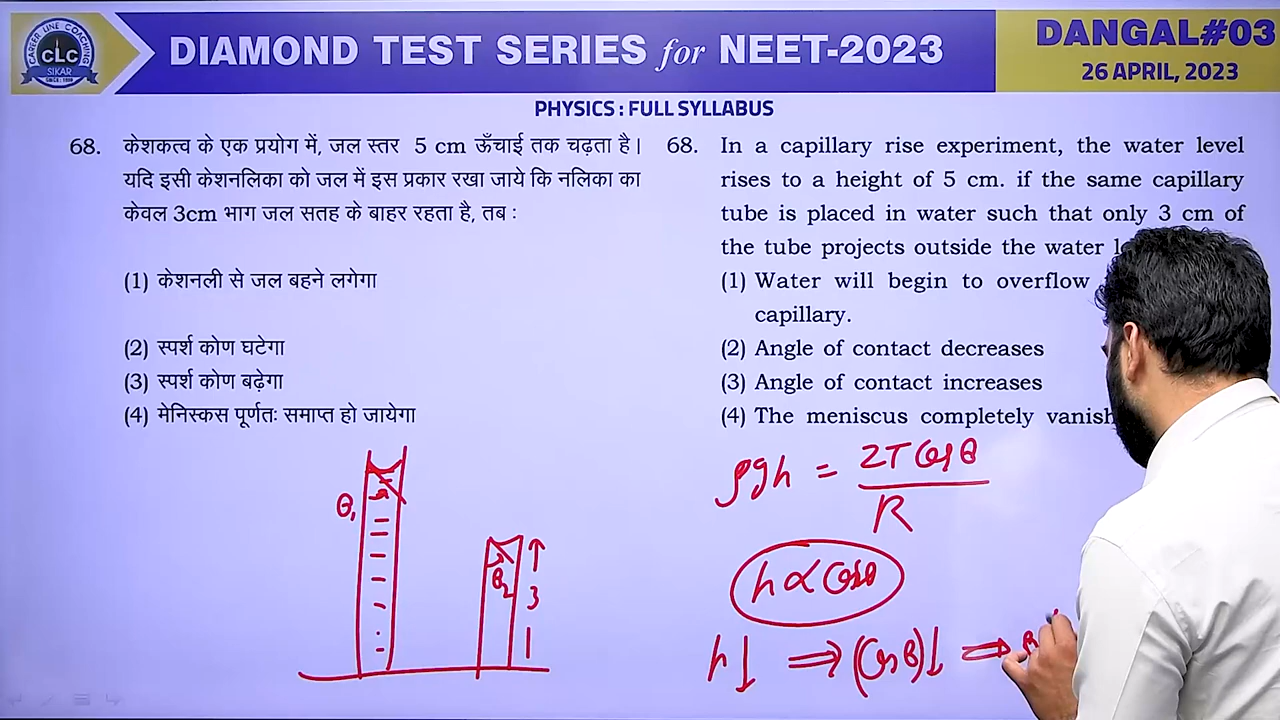 CAREER LINE COACHING
CLC
SIKAR
DIAMOND TEST SERIES for NEET-2023
DANGAL#03
26 APRIL, 2023
PHYSICS : FULL SYLLABUS
68. केशकत्व के एक प्रयोग में, जल स्तर 5 cm ऊँचाई तक चढ़ता है।
यदि इसी केशनलिका को जल में इस प्रकार रखा जाये कि नलिका का
केवल 3cm भाग जल सतह के बाहर रहता है, तब :
(1) केशनली से जल बहने लगेगा
(2) स्पर्श कोण घटेगा
(3) स्पर्श कोण बढ़ेगा
(4) मेनिस्कस पूर्णतः समाप्त हो जायेगा
68. In a capillary rise experiment, the water level
rises to a height of 5 cm. if the same capillary
tube is placed in water such that only 3 cm of
the tube projects outside the water
(1) Water will begin to overflow
capillary.
(2) Angle of contact decreases
(3) Angle of contact increases
(4) The meniscus completely
θ₁
θ₂
3
ρgh = 2T Cosθ / R
h ∝ Cosθ
h↓ ⇒ (Cosθ)↓ ⇒